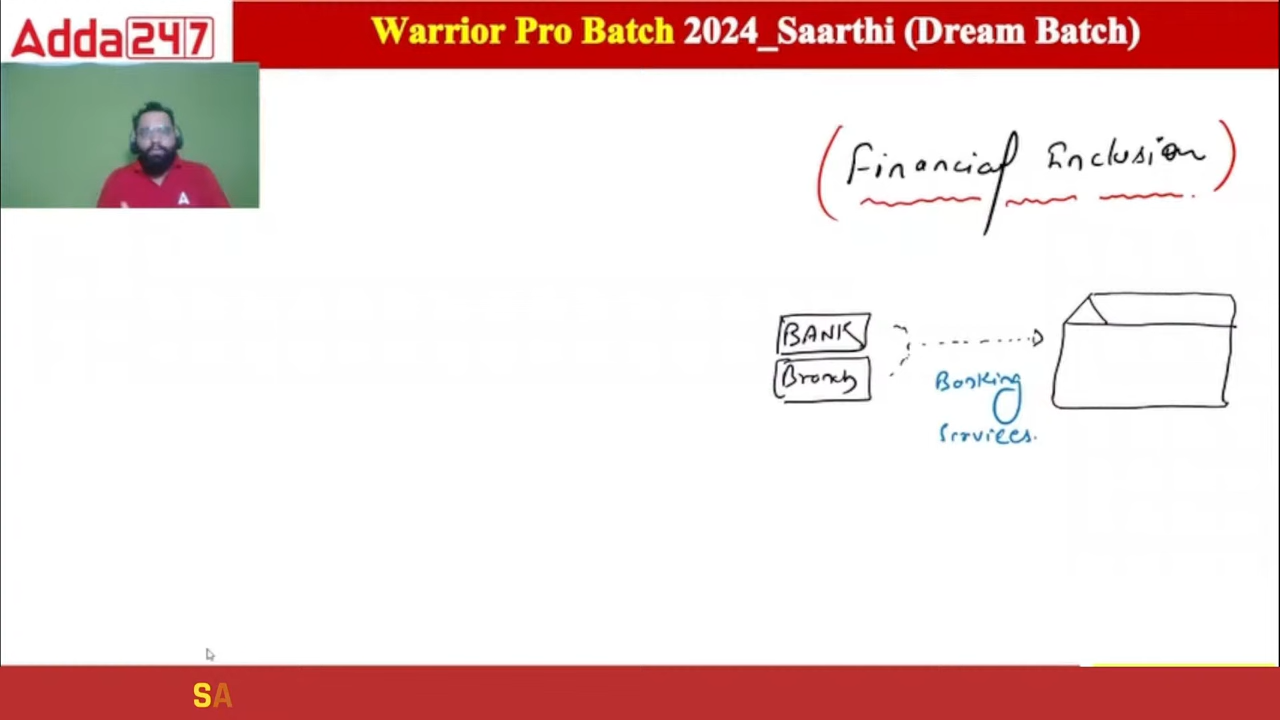 Adda247
Warrior Pro Batch 2024_Saarthi (Dream Batch)
(Financial Inclusion)
BANK
Branch
Banking
Services.
SA